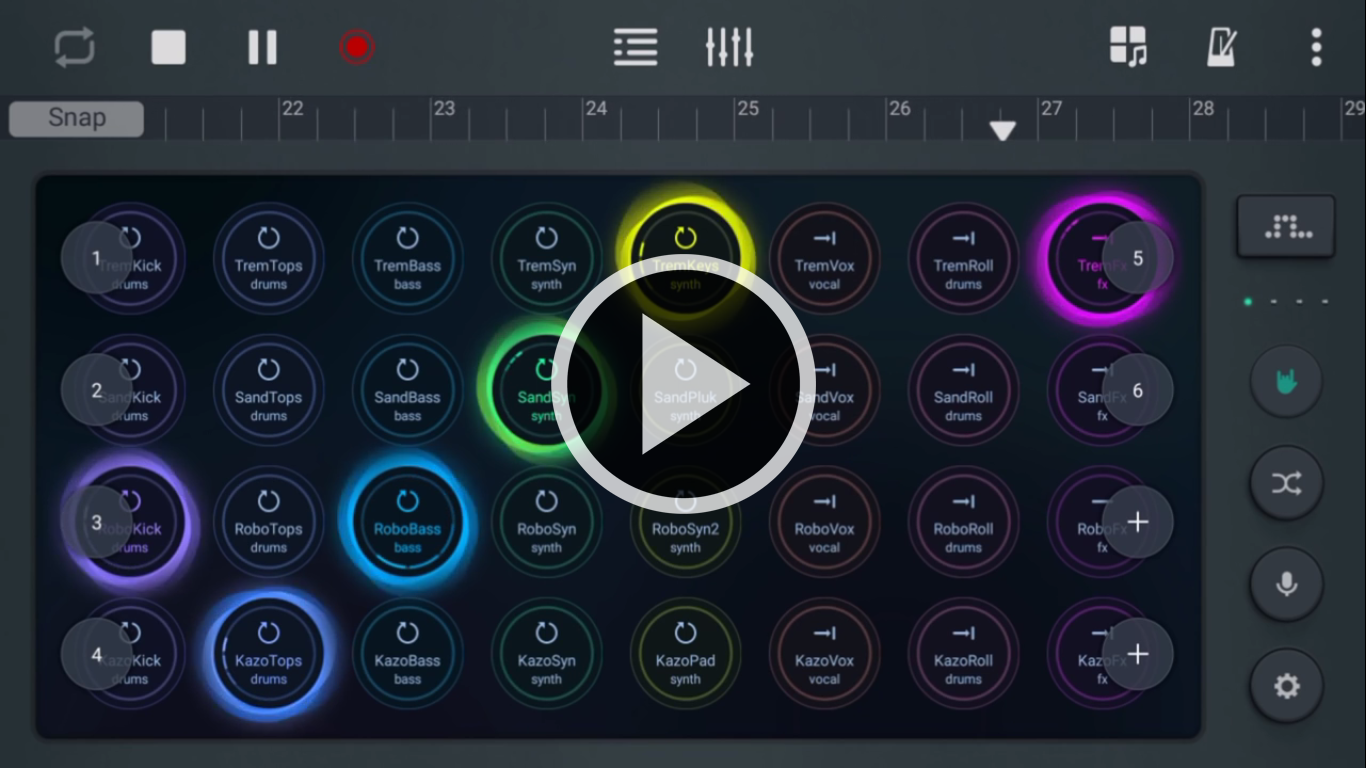 Snap
22 23 24 25 26 27 28 29
1 TremKick TremTops TremBass TremSyn TremKeys TremVox TremRoll TremFx 5
drums drums bass synth synth vocal drums fx
2 SandKick SandTops SandBass SandSyn SandPluk SandVox SandRoll SandFx 6
drums drums bass synth synth vocal drums fx
3 RoboKick RoboTops RoboBass RoboSyn RoboSyn2 RoboVox RoboRoll RoboFx +
drums drums bass synth synth vocal drums fx
4 KazoKick KazoTops KazoBass KazoSyn KazoPad KazoVox KazoRoll KazoFx +
drums drums bass synth synth vocal drums fx